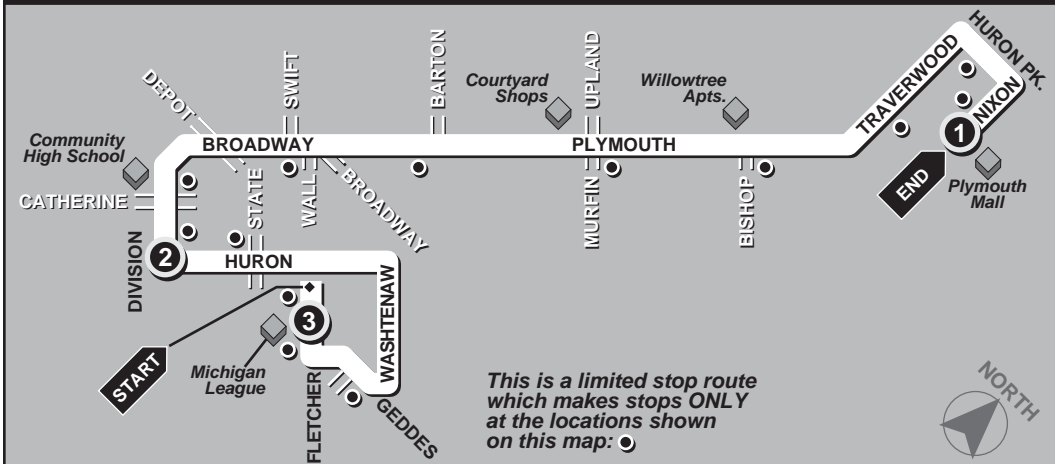 HURON PK.
TRAVERWOOD
NIXON
1
END
Plymouth
Mall
SWIFT
BARTON
Courtyard
Shops
UPLAND
Willowtree
Apts.
DEPOT
Community
High School
BROADWAY
PLYMOUTH
CATHERINE
STATE
WALL
BROADWAY
MURFIN
BISHOP
DIVISION
2
HURON
WASHTENAW
3
START
Michigan
League
FLETCHER
GEDDES
This is a limited stop route
which makes stops ONLY
at the locations shown
on this map:
NORTH